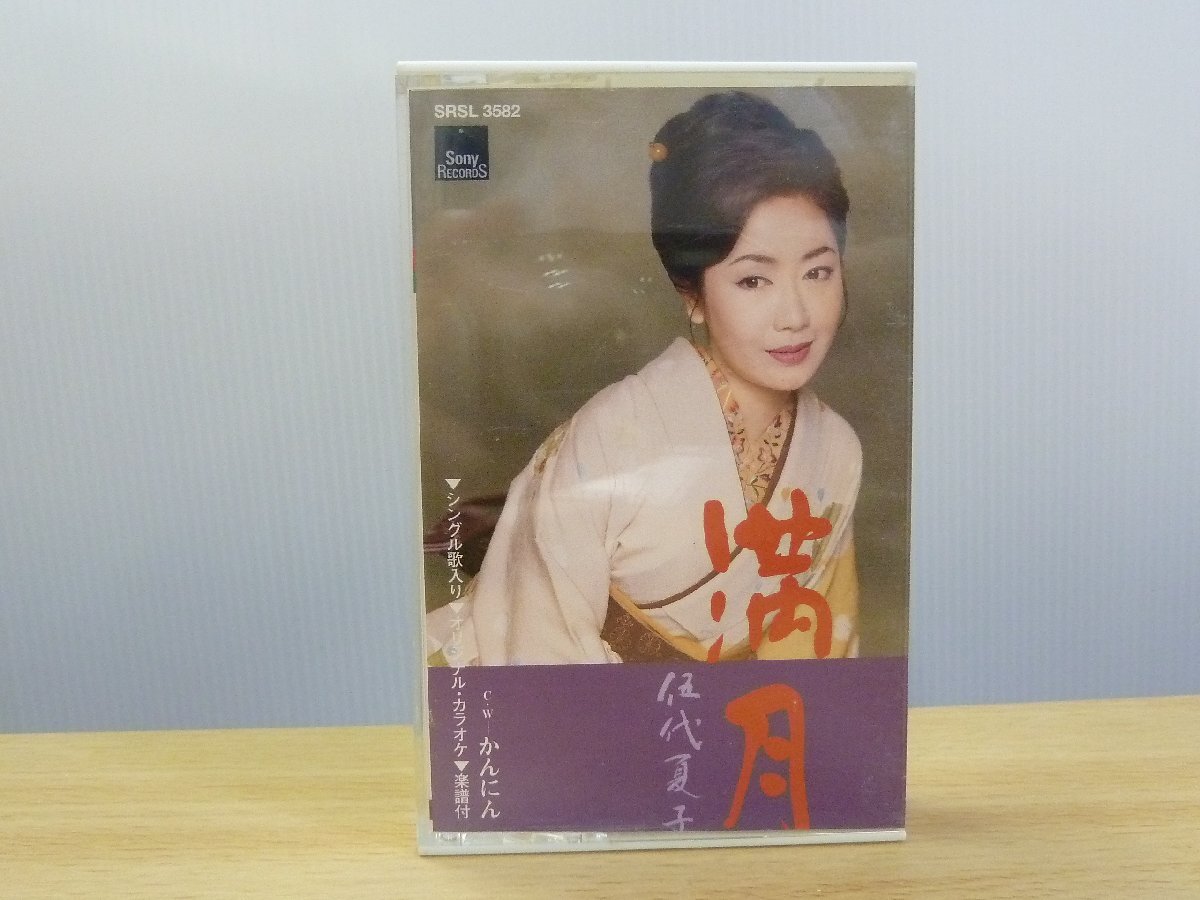 SRSL 3582
Sony
RECORDS
満月
伍代夏子
c・w―かんにん
▼シングル歌入り▼オリジナル・カラオケ▼楽譜付